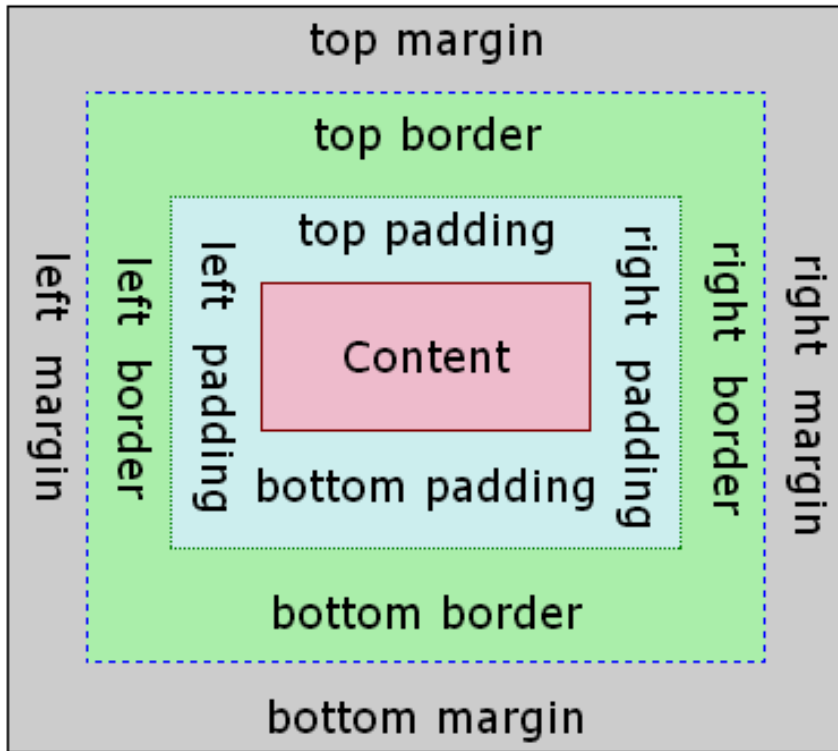 top margin
top border
top padding
left margin
left border
left padding
Content
right padding
right border
right margin
bottom padding
bottom border
bottom margin